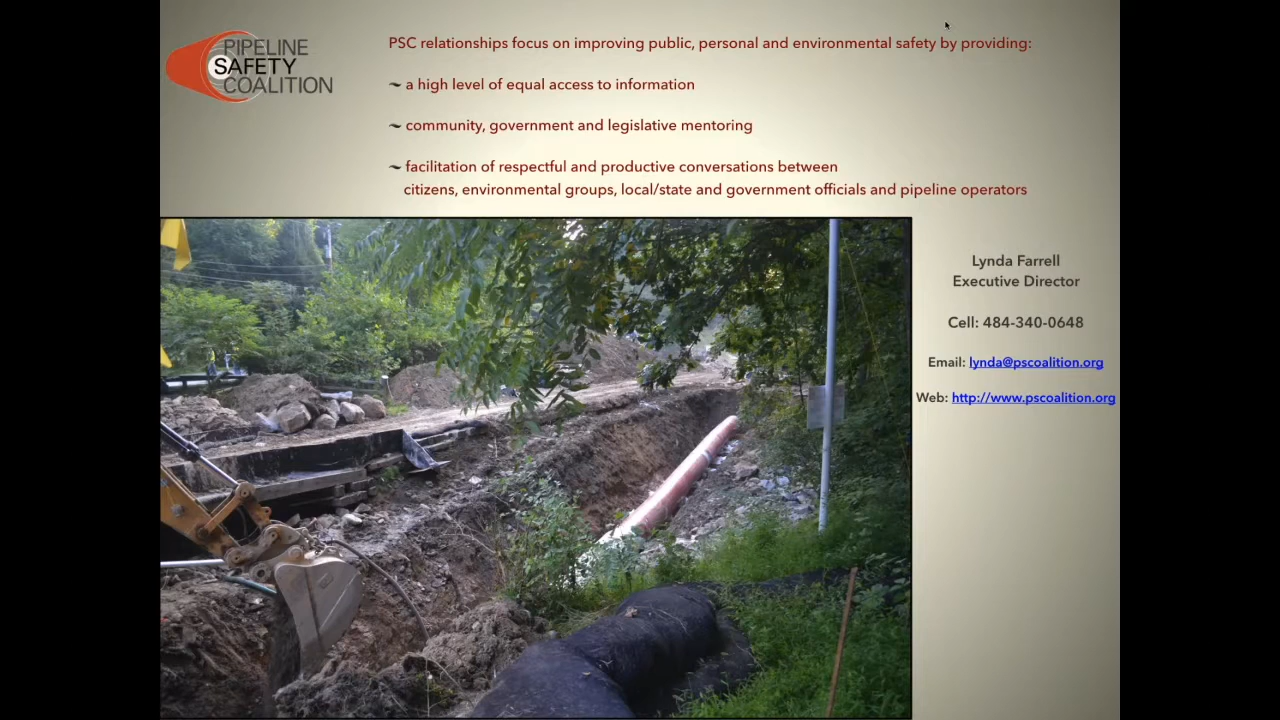 PIPELINE
SAFETY
COALITION
PSC relationships focus on improving public, personal and environmental safety by providing:
~ a high level of equal access to information
~ community, government and legislative mentoring
~ facilitation of respectful and productive conversations between
citizens, environmental groups, local/state and government officials and pipeline operators
Lynda Farrell
Executive Director
Cell: 484-340-0648
Email: lynda@pscoalition.org
Web: http://www.pscoalition.org